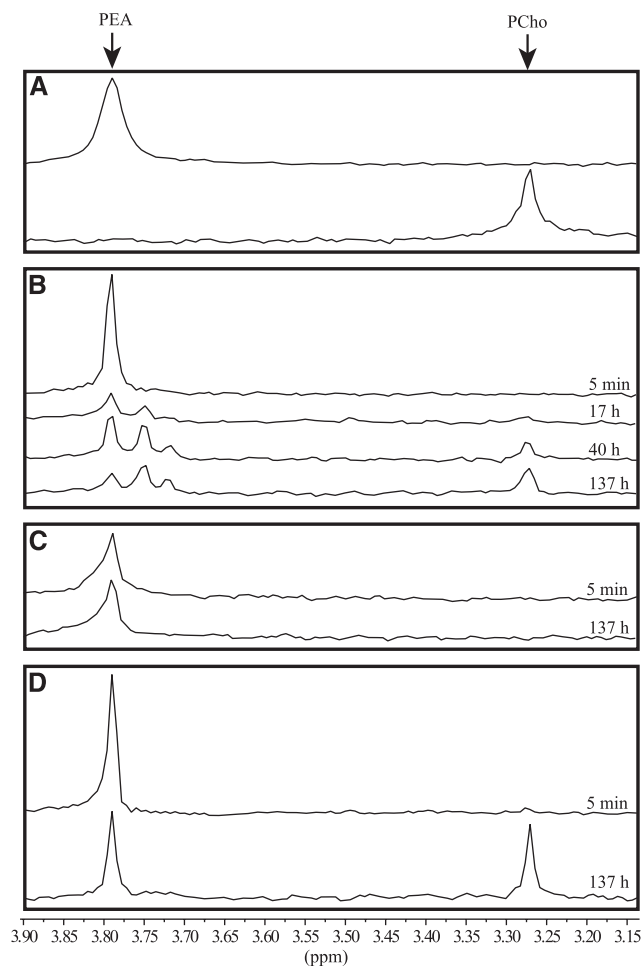 PEA PCho
A
B
5 min
17 h
40 h
137 h
C
5 min
137 h
D
5 min
137 h
3.90 3.85 3.80 3.75 3.70 3.65 3.60 3.55 3.50 3.45 3.40 3.35 3.30 3.25 3.20 3.15
(ppm)